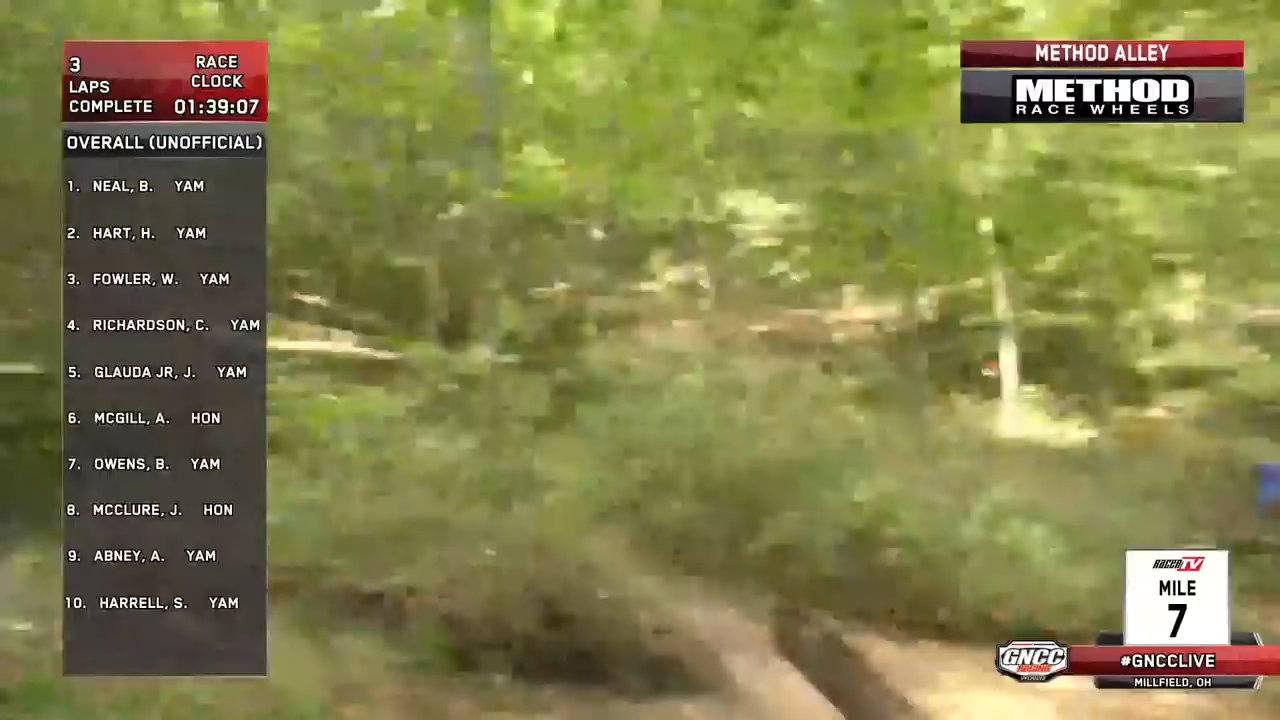 3
LAPS
COMPLETE
RACE
CLOCK
01:39:07
OVERALL (UNOFFICIAL)
1. NEAL, B. YAM
2. HART, H. YAM
3. FOWLER, W. YAM
4. RICHARDSON, C. YAM
5. GLAUDA JR, J. YAM
6. MCGILL, A. HON
7. OWENS, B. YAM
8. MCCLURE, J. HON
9. ABNEY, A. YAM
10. HARRELL, S. YAM
METHOD ALLEY
METHOD
RACE WHEELS
RACER TV
MILE
7
GNCC
RACING
#GNCCLIVE
MILLFIELD, OH